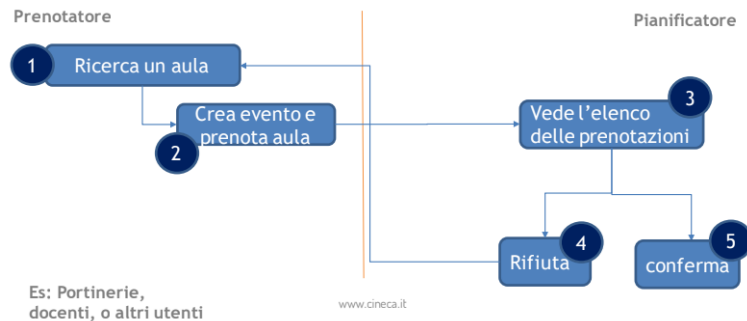 Prenotatore
Pianificatore
1
Ricerca un aula
Crea evento e
prenota aula
2
3
Vede l'elenco
delle prenotazioni
4
Rifiuta
5
conferma
Es: Portinerie,
docenti, o altri utenti
www.cineca.it